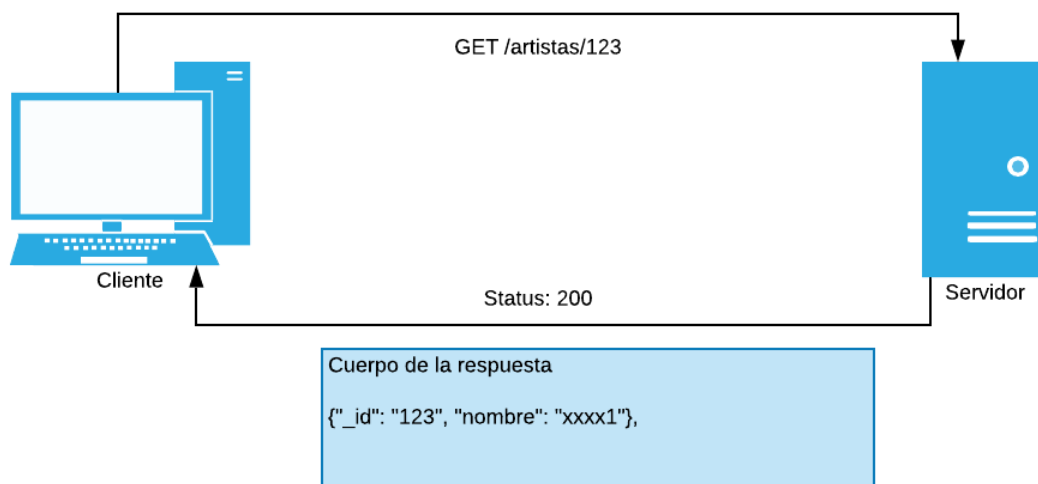 GET /artistas/123
Cliente
Servidor
Status: 200
Cuerpo de la respuesta
{"_id": "123", "nombre": "xxxx1"},